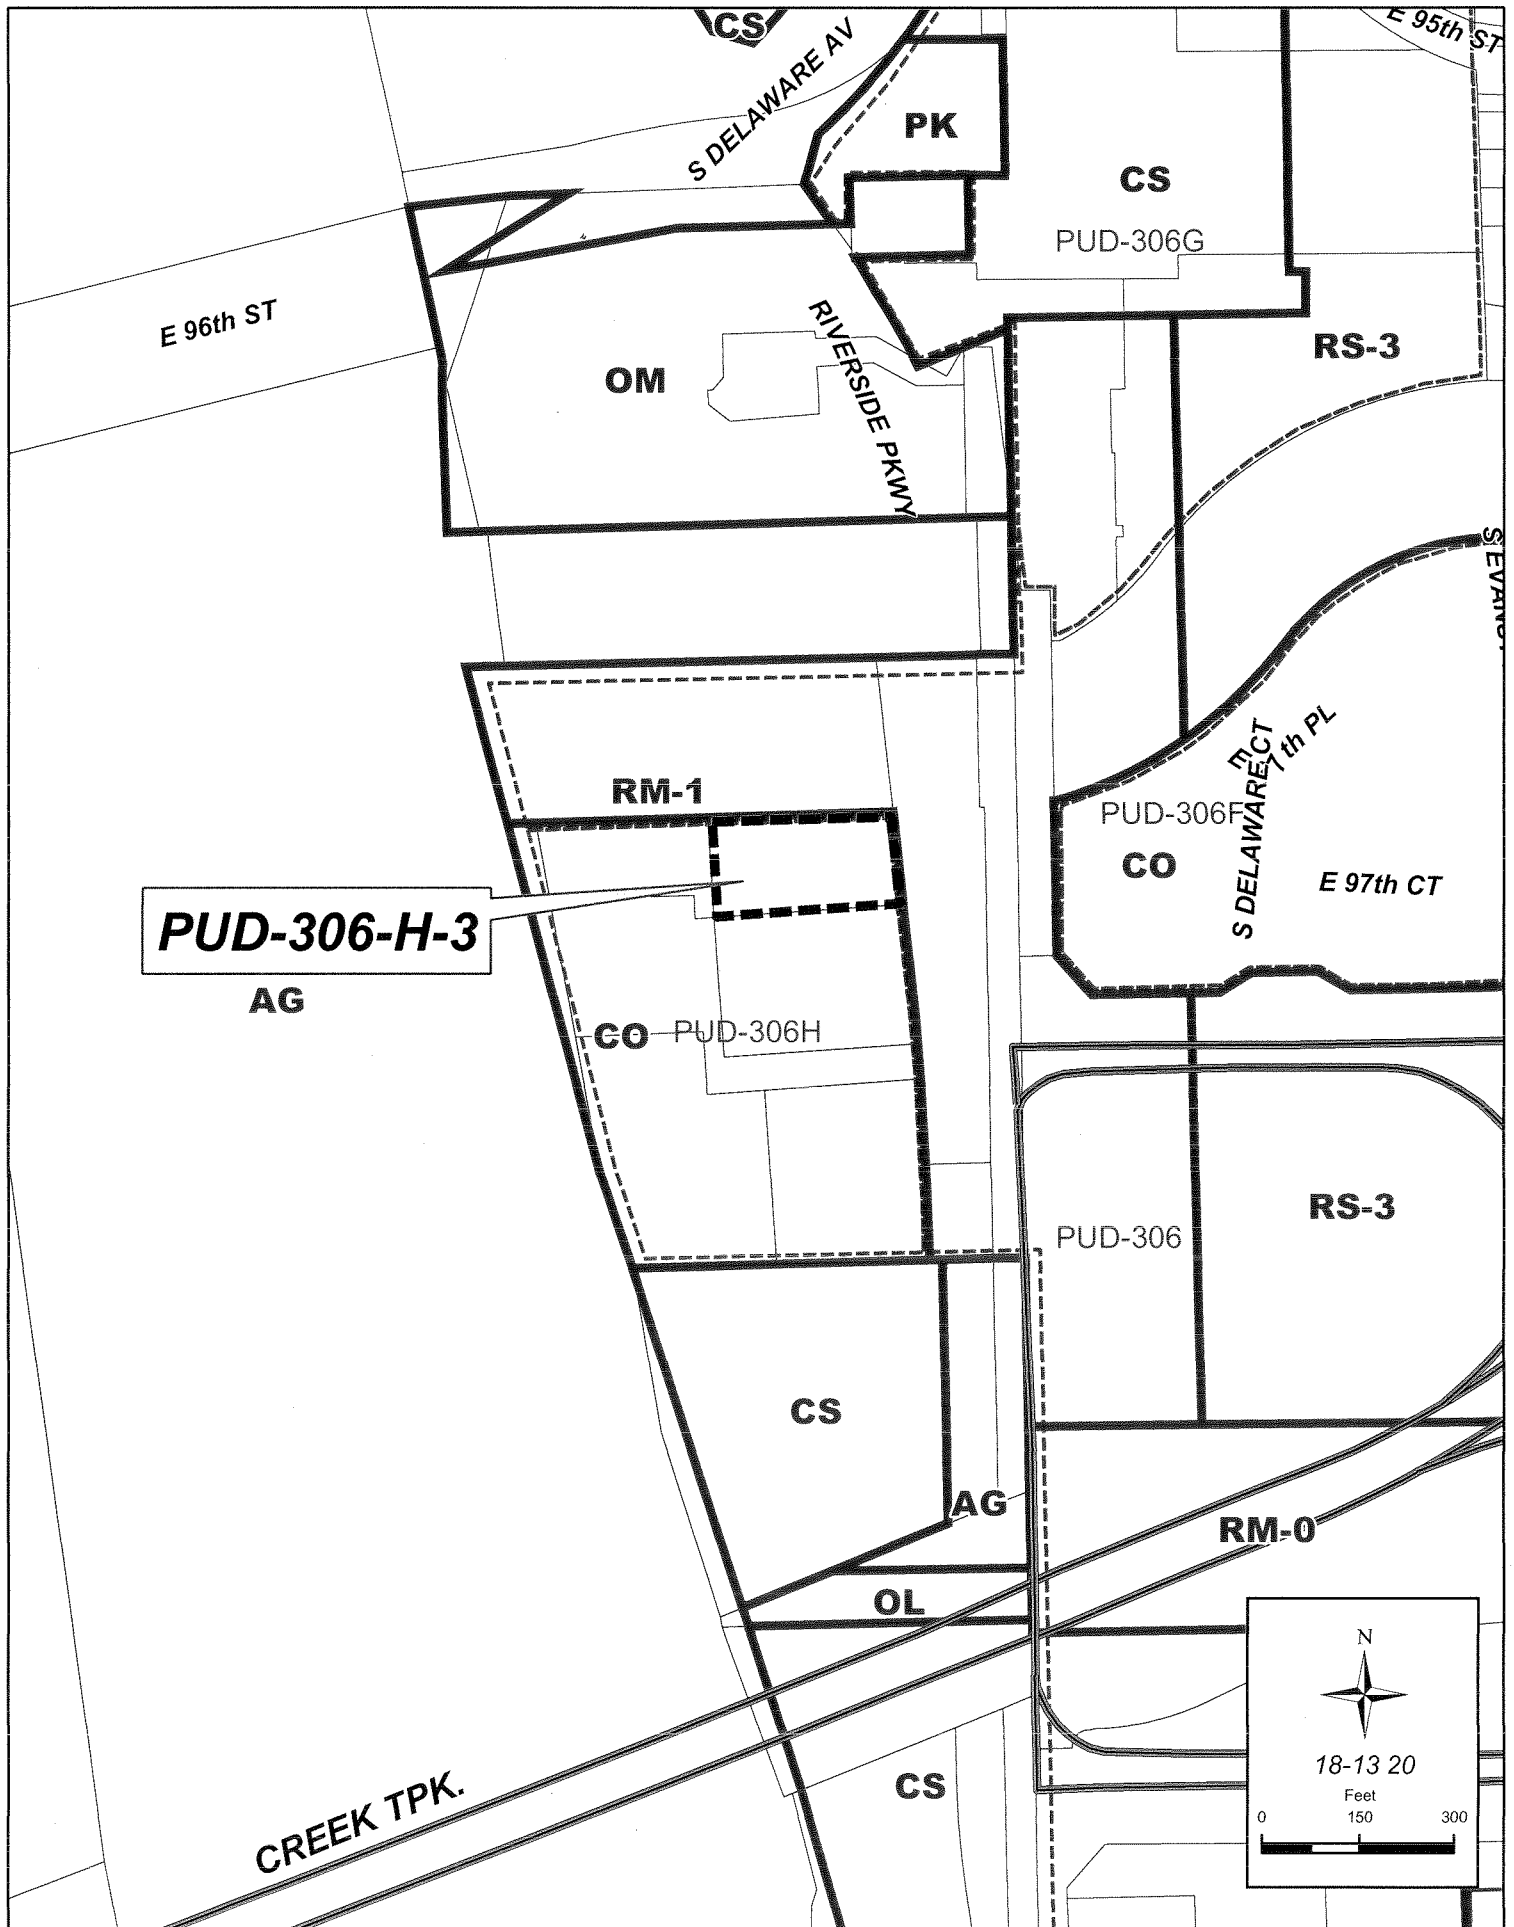 CS
S DELAWARE AV
E 95th ST
PK
CS
PUD-306G
E 96th ST
RIVERSIDE PKWY
RS-3
OM
RM-1
S DELAWARE CT
E
7th PL
PUD-306F
CO
E 97th CT
PUD-306-H-3
AG
CO
PUD-306H
RS-3
PUD-306
CS
AG
RM-0
OL
N
18-13 20
Feet
0 150 300
CS
CREEK TPK.